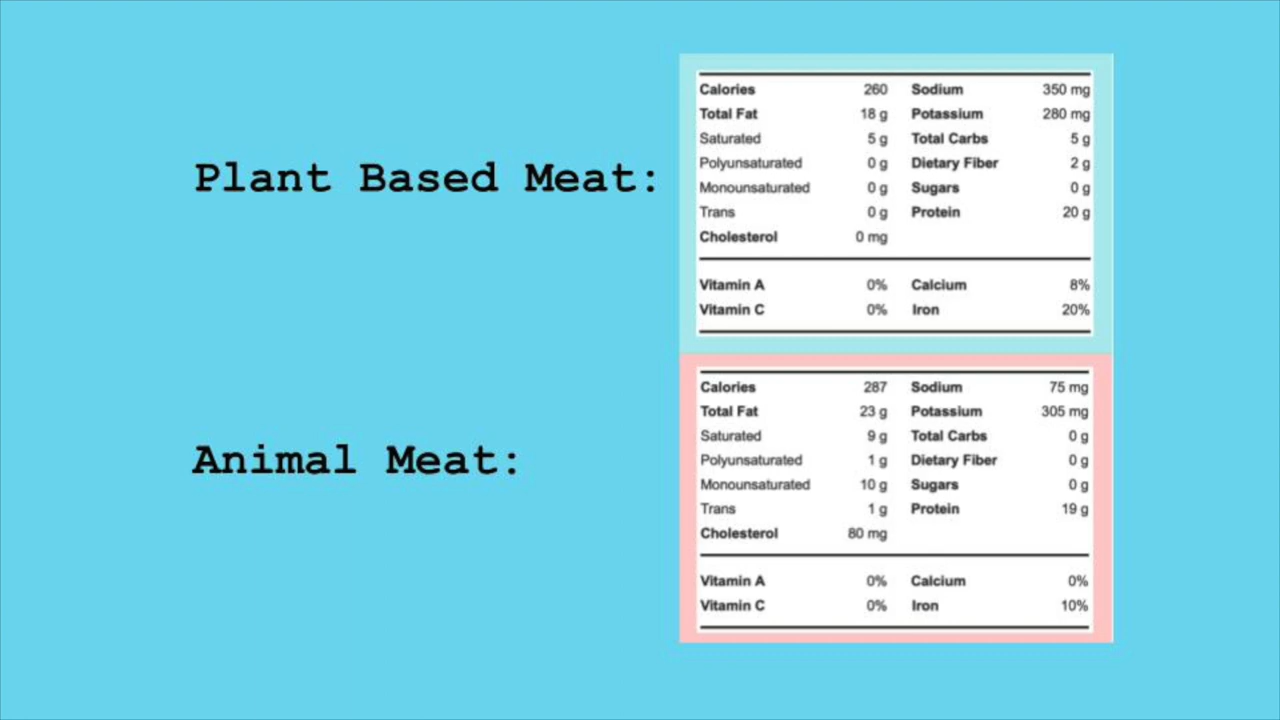 Plant Based Meat:
Calories 260 Sodium 350 mg
Total Fat 18 g Potassium 280 mg
Saturated 5 g Total Carbs 5 g
Polyunsaturated 0 g Dietary Fiber 2 g
Monounsaturated 0 g Sugars 0 g
Trans 0 g Protein 20 g
Cholesterol 0 mg
Vitamin A 0% Calcium 8%
Vitamin C 0% Iron 20%
Animal Meat:
Calories 287 Sodium 75 mg
Total Fat 23 g Potassium 305 mg
Saturated 9 g Total Carbs 0 g
Polyunsaturated 1 g Dietary Fiber 0 g
Monounsaturated 10 g Sugars 0 g
Trans 1 g Protein 19 g
Cholesterol 80 mg
Vitamin A 0% Calcium 0%
Vitamin C 0% Iron 10%